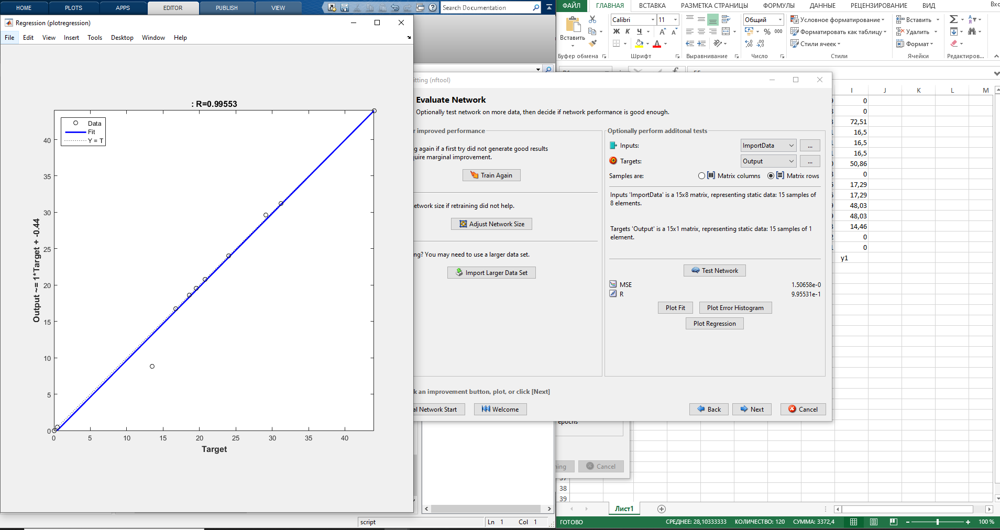 HOME PLOTS APPS EDITOR PUBLISH VIEW
Search Documentation
Regression (plotregression)
File Edit View Insert Tools Desktop Window Help
: R=0.99553
Data
Fit
Y = T
Output ~= 1*Target + -0.44
40
35
30
25
20
15
10
5
0
0 5 10 15 20 25 30 35 40
Target
itting (nftool)
Evaluate Network
Optionally test network on more data, then decide if network performance is good enough.
r improved performance
g again if a first try did not generate good results
quire marginal improvement.
Train Again
etwork size if retraining did not help.
Adjust Network Size
ng? You may need to use a larger data set.
Import Larger Data Set
Optionally perform additonal tests
Inputs: ImportData ...
Targets: Output ...
Samples are: Matrix columns Matrix rows
Inputs 'ImportData' is a 15x8 matrix, representing static data: 15 samples of
8 elements.
Targets 'Output' is a 15x1 matrix, representing static data: 15 samples of 1
element.
Test Network
MSE 1.50658e-0
R 9.95531e-1
Plot Fit Plot Error Histogram
Plot Regression
k an improvement button, plot, or click [Next]
al Network Start Welcome Back Next Cancel
epochs
ning Cancel
script Ln 1 Col 1
ФАЙЛ ГЛАВНАЯ ВСТАВКА РАЗМЕТКА СТРАНИЦЫ ФОРМУЛЫ ДАННЫЕ РЕЦЕНЗИРОВАНИЕ ВИД Вхо
Вставить
Calibri 11
Ж К Ч
Общий
% 000
Условное форматирование
Форматировать как таблицу
Стили ячеек
Вставить
Удалить
Формат
Буфер обмена Шрифт Выравнивание Число Стили Ячейки Редактиров...
I J K L M
0
0
72,51
16,5
16,5
16,5
50,86
0
17,29
17,29
48,03
48,03
14,46
0
0
y1
37
38
39
Лист1
ГОТОВО СРЕДНЕЕ: 28,10333333 КОЛИЧЕСТВО: 120 СУММА: 3372,4 100 %